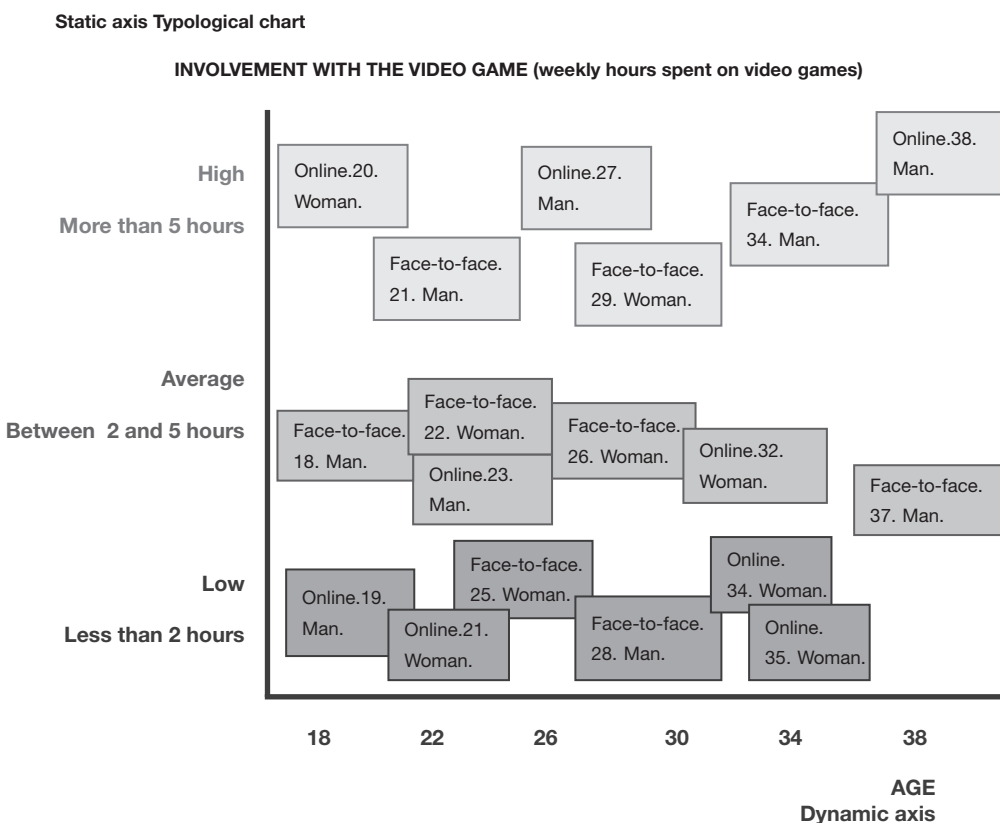 Static axis Typological chart
INVOLVEMENT WITH THE VIDEO GAME (weekly hours spent on video games)
High
More than 5 hours
Online.20.
Woman.
Face-to-face.
21. Man.
Online.27.
Man.
Face-to-face.
29. Woman.
Face-to-face.
34. Man.
Online.38.
Man.
Average
Between 2 and 5 hours
Face-to-face.
18. Man.
Face-to-face.
22. Woman.
Online.23.
Man.
Face-to-face.
26. Woman.
Online.32.
Woman.
Face-to-face.
37. Man.
Low
Less than 2 hours
Online.19.
Man.
Online.21.
Woman.
Face-to-face.
25. Woman.
Face-to-face.
28. Man.
Online.
34. Woman.
Online.
35. Woman.
18 22 26 30 34 38
AGE
Dynamic axis